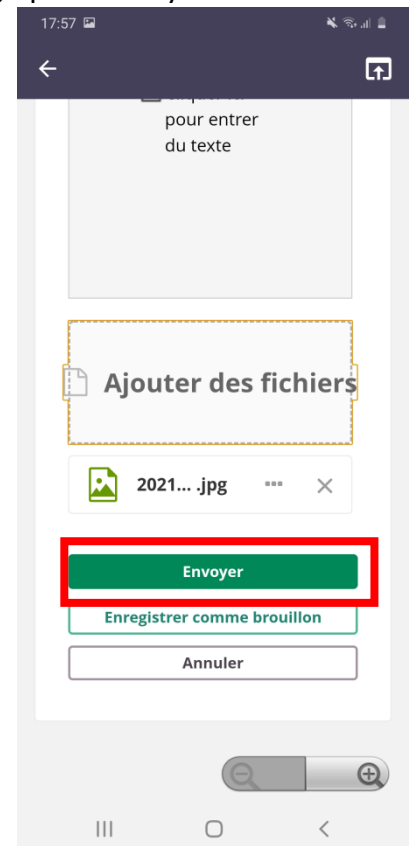 17:57
pour entrer
du texte
Ajouter des fichiers
2021... .jpg
Envoyer
Enregistrer comme brouillon
Annuler